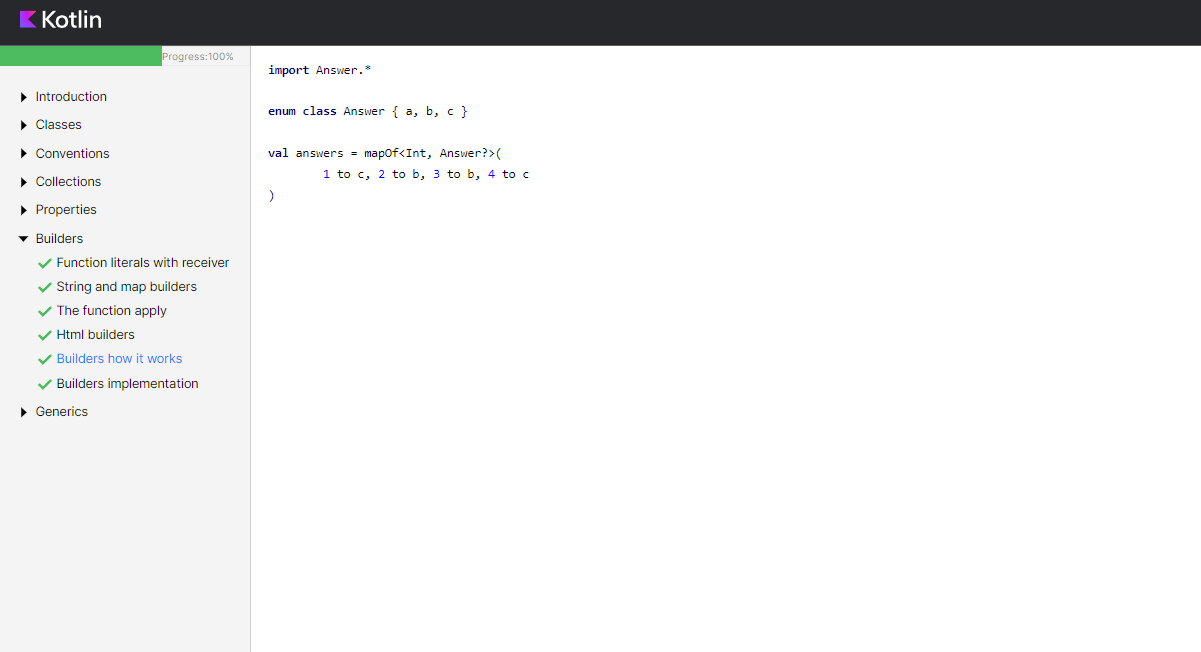 Kotlin
Progress:100%
Introduction
Classes
Conventions
Collections
Properties
Builders
Function literals with receiver
String and map builders
The function apply
Html builders
Builders how it works
Builders implementation
Generics
import Answer.*
enum class Answer { a, b, c }
val answers = mapOf<Int, Answer?>(
1 to c, 2 to b, 3 to b, 4 to c
)